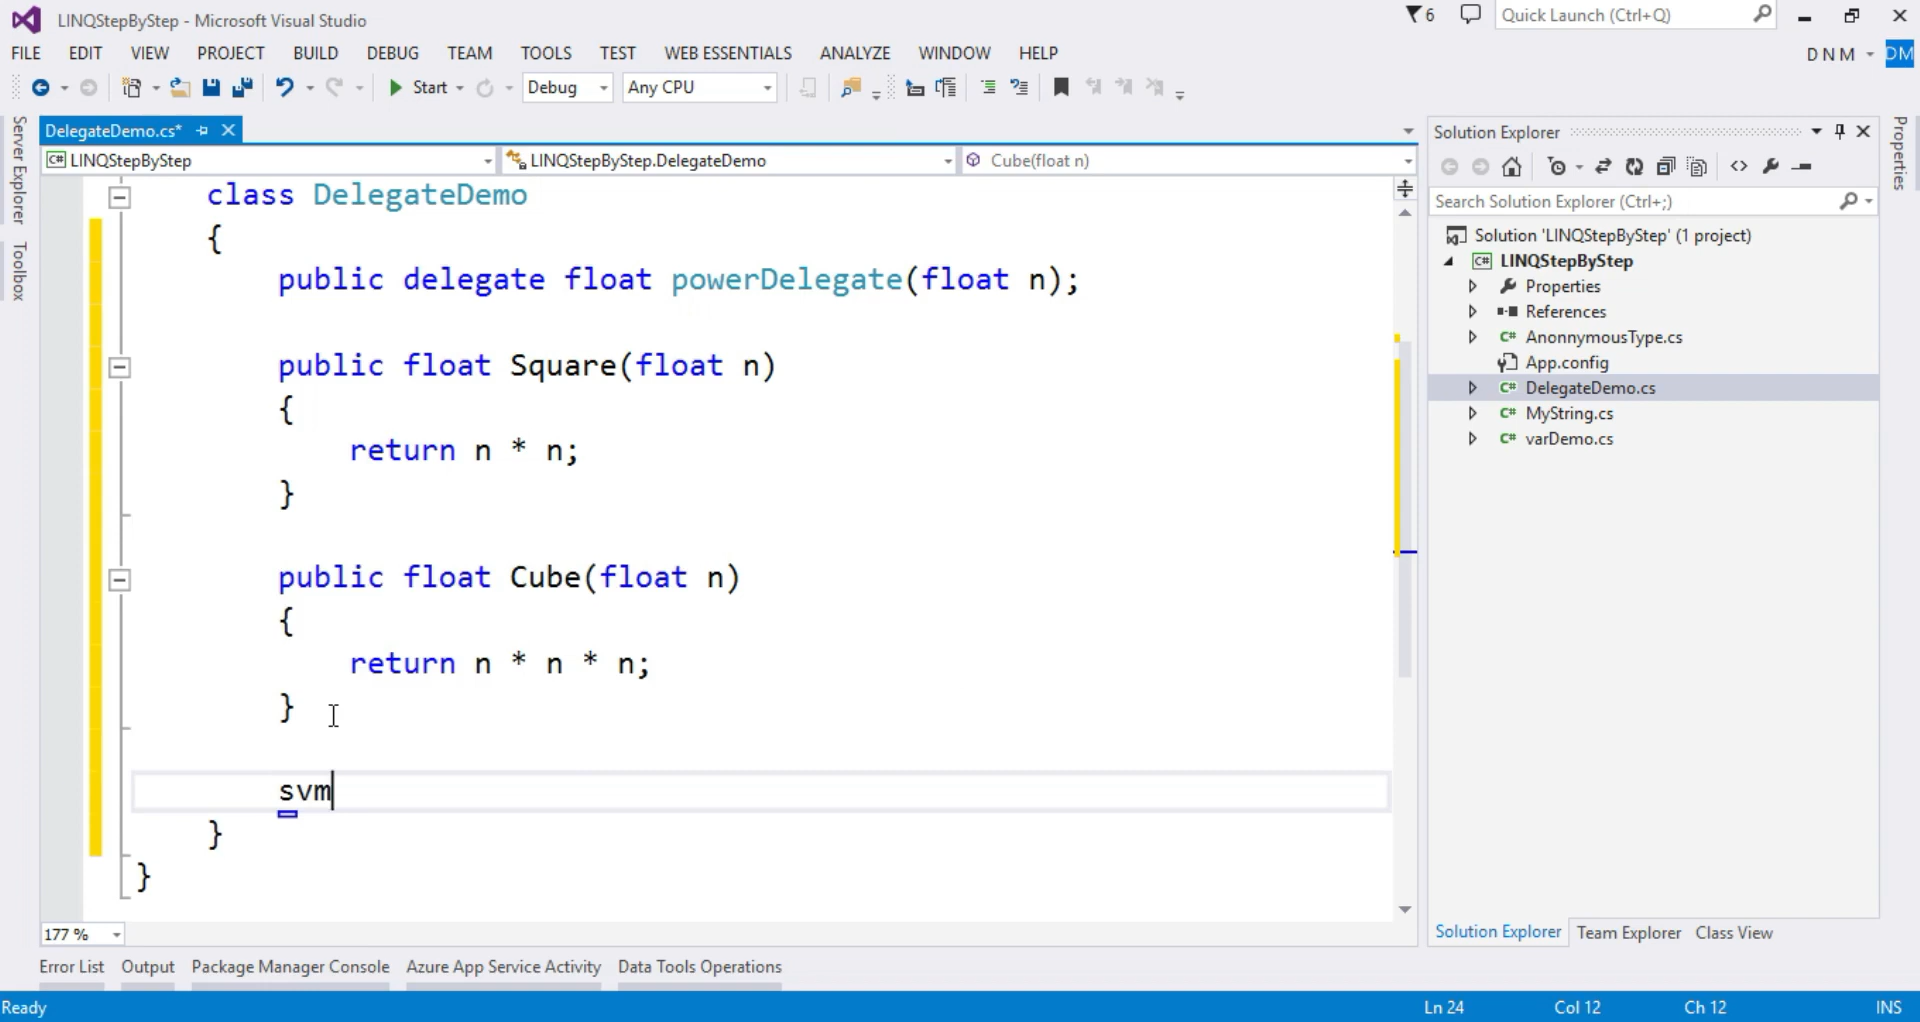 LINQStepByStep - Microsoft Visual Studio
6
Quick Launch (Ctrl+Q)
FILE EDIT VIEW PROJECT BUILD DEBUG TEAM TOOLS TEST WEB ESSENTIALS ANALYZE WINDOW HELP
D N M
DM
Start
Debug
Any CPU
Server Explorer
Toolbox
DelegateDemo.cs*
LINQStepByStep
LINQStepByStep.DelegateDemo
Cube(float n)
class DelegateDemo
{
public delegate float powerDelegate(float n);
public float Square(float n)
{
return n * n;
}
public float Cube(float n)
{
return n * n * n;
}
svm
}
}
177 %
Solution Explorer
Search Solution Explorer (Ctrl+;)
Solution 'LINQStepByStep' (1 project)
C# LINQStepByStep
Properties
References
C# AnonnymousType.cs
App.config
C# DelegateDemo.cs
C# MyString.cs
C# varDemo.cs
Solution Explorer Team Explorer Class View
Properties
Error List Output Package Manager Console Azure App Service Activity Data Tools Operations
Ready
Ln 24 Col 12 Ch 12 INS